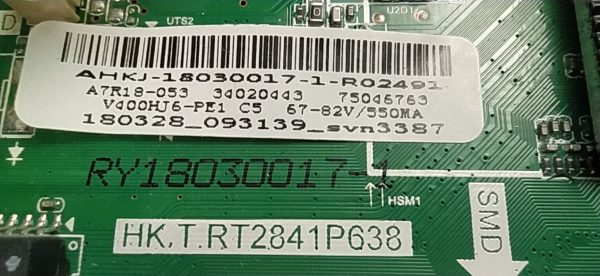 UTS2
U2D1
AHKJ-18030017-1-R02491
A7R18-053 34020443 75046763
V400HJ6-PE1 C5 67-82V/550MA
180328_093139_svn3387
RY18030017-1
HSM1
SMD
HK.T.RT2841P638